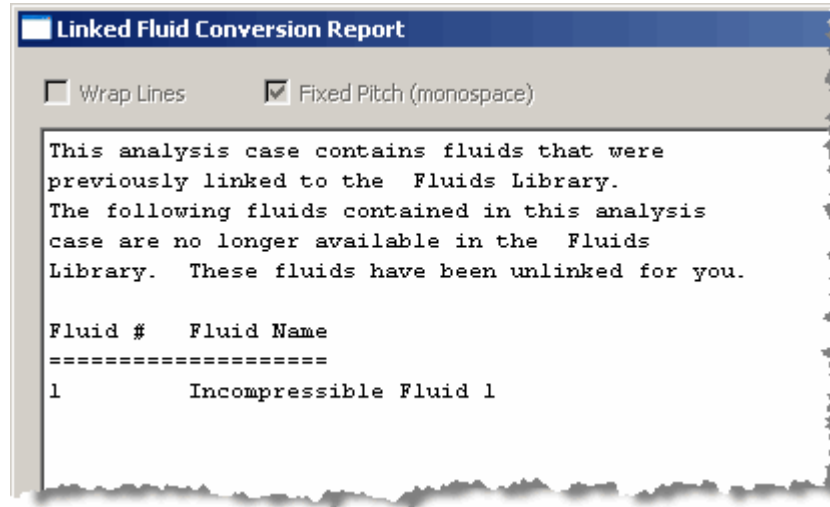 Linked Fluid Conversion Report
Wrap Lines Fixed Pitch (monospace)
This analysis case contains fluids that were
previously linked to the  Fluids Library.
The following fluids contained in this analysis
case are no longer available in the  Fluids
Library.  These fluids have been unlinked for you.
Fluid #   Fluid Name
====================
1         Incompressible Fluid 1